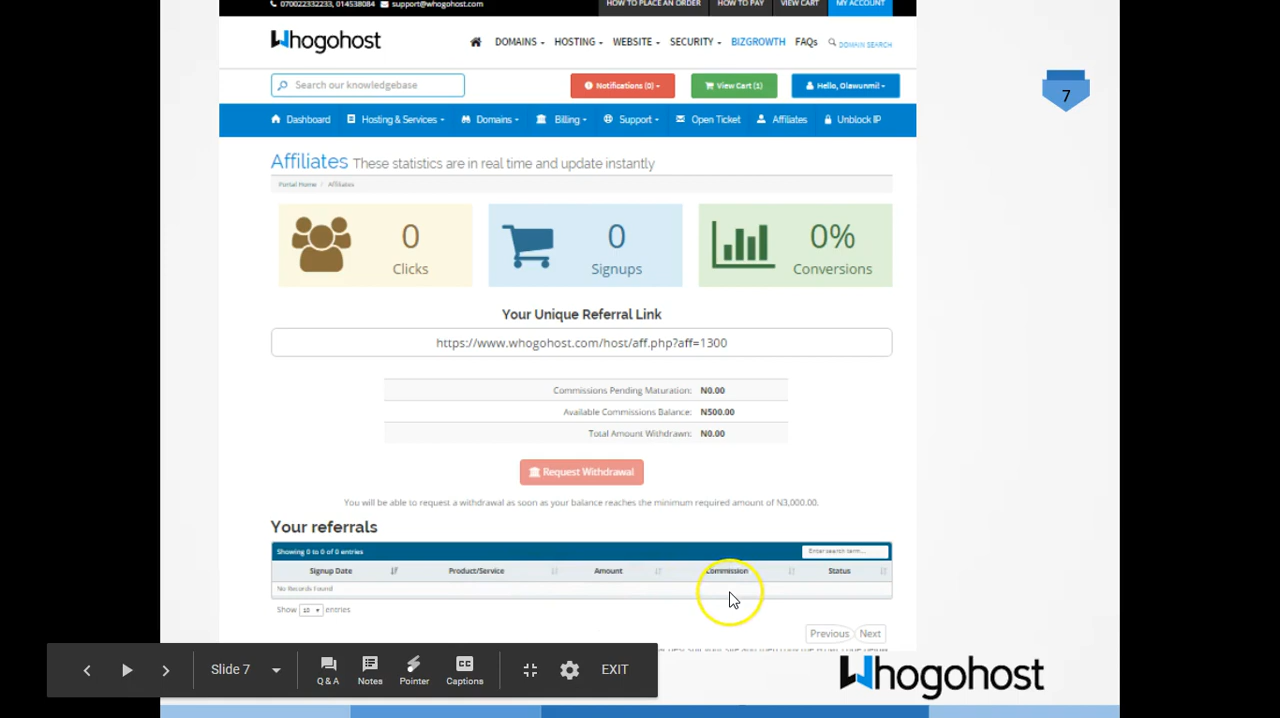 070022332233, 014538084 support@whogohost.com HOW TO PLACE AN ORDER HOW TO PAY VIEW CART MY ACCOUNT
Whogohost DOMAINS HOSTING WEBSITE SECURITY BIZGROWTH FAQs DOMAIN SEARCH
Search our knowledgebase Notifications (0) View Cart (1) Hello, Olawunmil
7
Dashboard Hosting & Services Domains Billing Support Open Ticket Affiliates Unblock IP
Affiliates These statistics are in real time and update instantly
Portal Home / Affiliates
0 0 0%
Clicks Signups Conversions
Your Unique Referral Link
https://www.whogohost.com/host/aff.php?aff=1300
Commissions Pending Maturation: N0.00
Available Commissions Balance: N500.00
Total Amount Withdrawn: N0.00
Request Withdrawal
You will be able to request a withdrawal as soon as your balance reaches the minimum required amount of N3,000.00.
Your referrals
Showing 0 to 0 of 0 entries Enter search term...
Signup Date Product/Service Amount Commission Status
No Records Found
Show 10 entries
Previous Next
Slide 7 Q & A Notes Pointer Captions EXIT
Whogohost